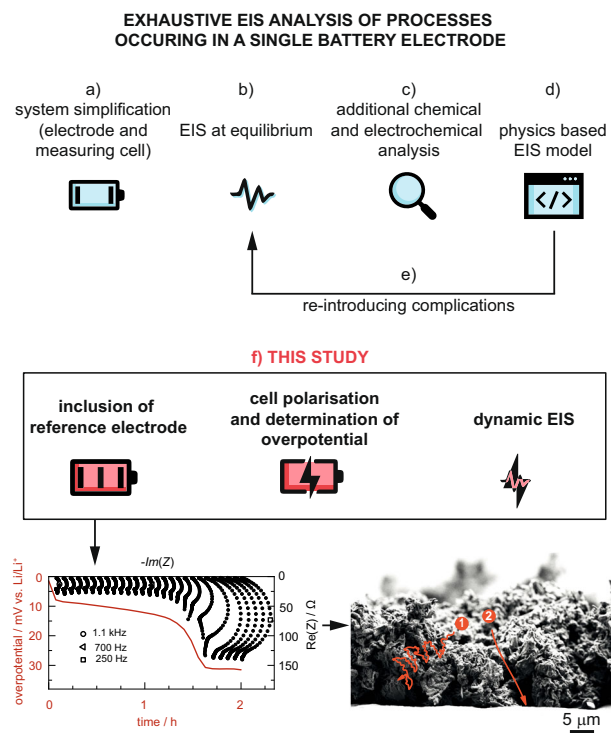 EXHAUSTIVE EIS ANALYSIS OF PROCESSES
OCCURING IN A SINGLE BATTERY ELECTRODE
a)
system simplification
(electrode and
measuring cell)
b)
EIS at equilibrium
c)
additional chemical
and electrochemical
analysis
d)
physics based
EIS model
</>
e)
re-introducing complications
f) THIS STUDY
inclusion of
reference electrode
cell polarisation
and determination of
overpotential
dynamic EIS
-Im(Z)
overpotential / mV vs. Li/Li⁺
0
10
20
30
1.1 kHz
700 Hz
250 Hz
0
50
100
150
Re(Z) / Ω
0
1
2
time / h
1
2
5 μm